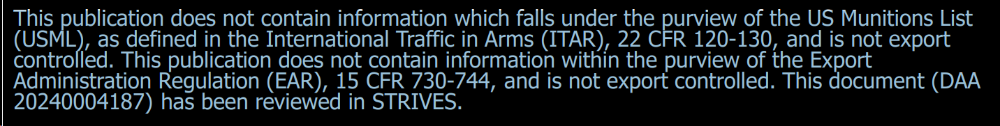 This publication does not contain information which falls under the purview of the US Munitions List
(USML), as defined in the International Traffic in Arms (ITAR), 22 CFR 120-130, and is not export
controlled. This publication does not contain information within the purview of the Export
Administration Regulation (EAR), 15 CFR 730-744, and is not export controlled. This document (DAA
20240004187) has been reviewed in STRIVES.